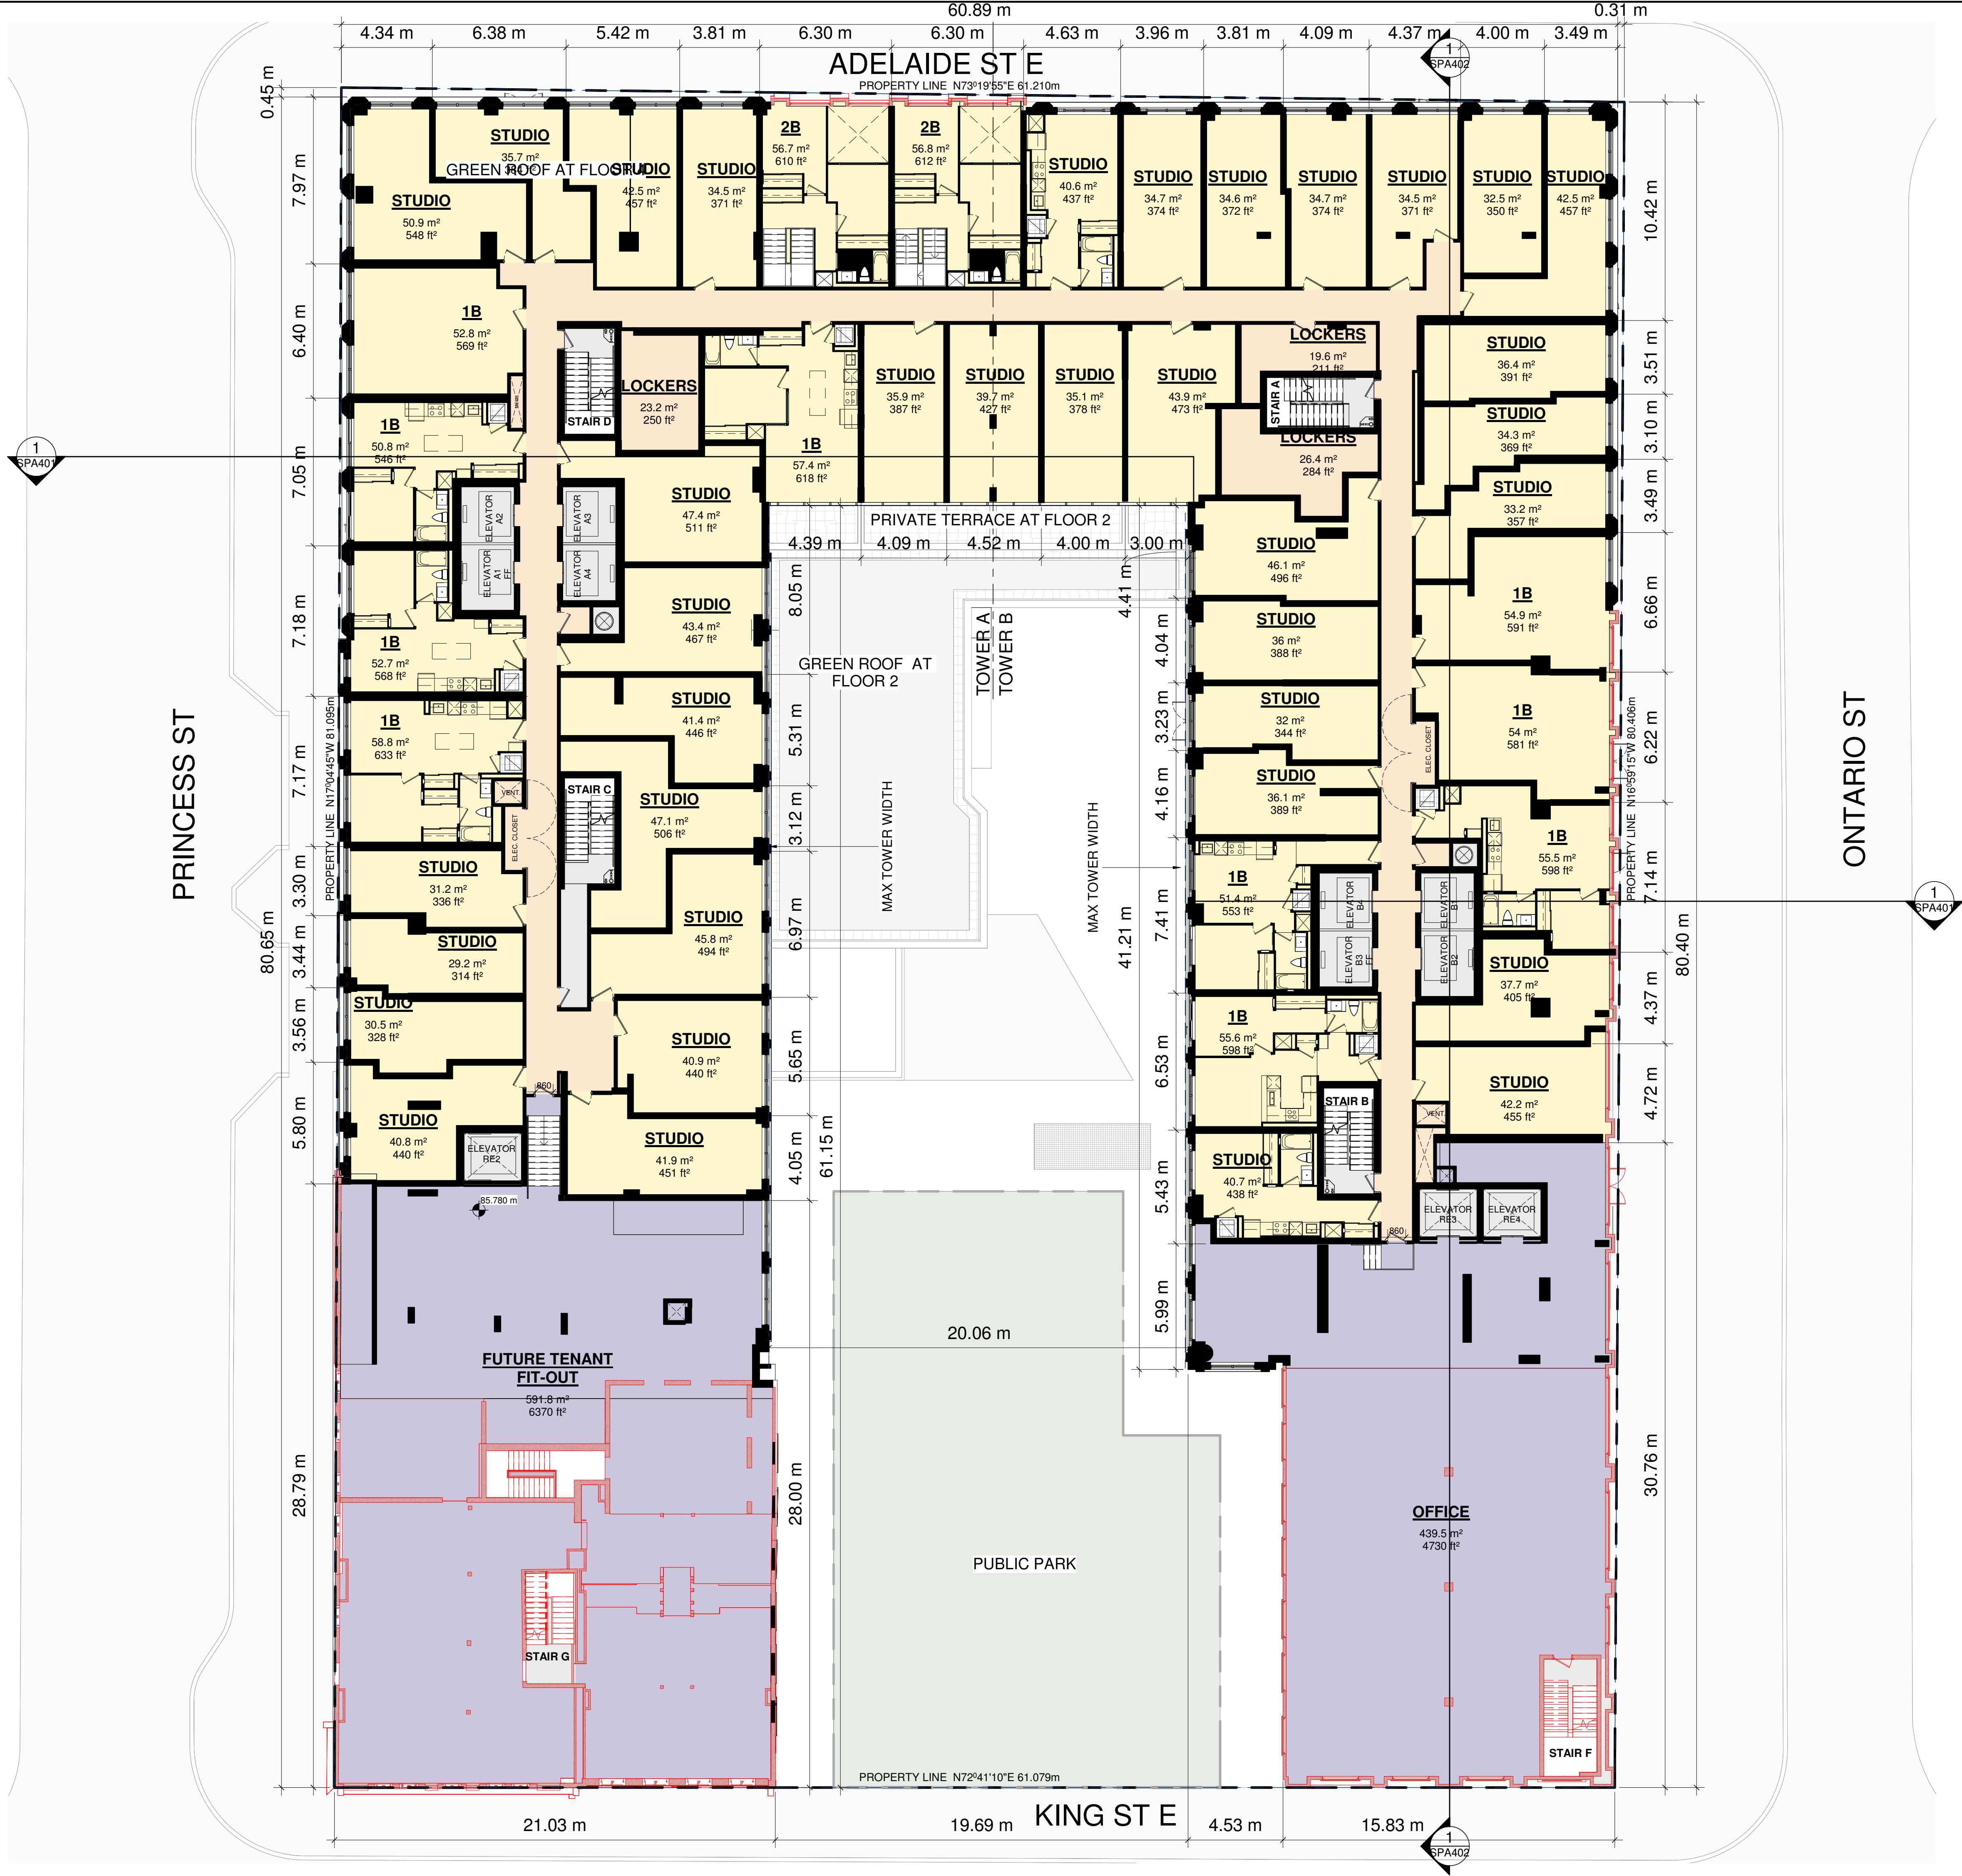 60.89 m
0.31 m
4.34 m
6.38 m
5.42 m
3.81 m
6.30 m
6.30 m
4.63 m
3.96 m
3.81 m
4.09 m
4.37 m
4.00 m
3.49 m
1
SPA402
ADELAIDE ST E
PROPERTY LINE N73⁰19'55"E 61.210m
0.45 m
7.97 m
6.40 m
7.05 m
7.18 m
7.17 m
3.30 m
3.44 m
3.56 m
5.80 m
28.79 m
80.65 m
PRINCESS ST
PROPERTY LINE N17⁰04'45"W 81.095m
1
SPA401
STUDIO
35.7 m²
GREEN ROOF AT FLOOR
STUDIO
50.9 m²
548 ft²
STUDIO
42.5 m²
457 ft²
STUDIO
34.5 m²
371 ft²
2B
56.7 m²
610 ft²
2B
56.8 m²
612 ft²
STUDIO
40.6 m²
437 ft²
STUDIO
34.7 m²
374 ft²
STUDIO
34.6 m²
372 ft²
STUDIO
34.7 m²
374 ft²
STUDIO
34.5 m²
371 ft²
STUDIO
32.5 m²
350 ft²
STUDIO
42.5 m²
457 ft²
1B
52.8 m²
569 ft²
STAIR D
LOCKERS
23.2 m²
250 ft²
1B
57.4 m²
618 ft²
STUDIO
35.9 m²
387 ft²
STUDIO
39.7 m²
427 ft²
STUDIO
35.1 m²
378 ft²
STUDIO
43.9 m²
473 ft²
LOCKERS
19.6 m²
211 ft²
STAIR A
LOCKERS
26.4 m²
284 ft²
STUDIO
36.4 m²
391 ft²
STUDIO
34.3 m²
369 ft²
STUDIO
33.2 m²
357 ft²
1B
50.8 m²
546 ft²
ELEVATOR
A2
ELEVATOR
A3
ELEVATOR
A1
FF
ELEVATOR
A4
STUDIO
47.4 m²
511 ft²
PRIVATE TERRACE AT FLOOR 2
4.39 m
4.09 m
4.52 m
4.00 m
3.00 m
STUDIO
46.1 m²
496 ft²
1B
54.9 m²
591 ft²
1B
52.7 m²
568 ft²
STUDIO
43.4 m²
467 ft²
GREEN ROOF AT
FLOOR 2
TOWER A
TOWER B
STUDIO
36 m²
388 ft²
1B
58.8 m²
633 ft²
STUDIO
41.4 m²
446 ft²
STUDIO
32 m²
344 ft²
1B
54 m²
581 ft²
ELEC. CLOSET
VENT.
ELEC. CLOSET
STAIR C
STUDIO
47.1 m²
506 ft²
STUDIO
36.1 m²
389 ft²
MAX TOWER WIDTH
MAX TOWER WIDTH
1B
55.5 m²
598 ft²
STUDIO
31.2 m²
336 ft²
1B
51.4 m²
553 ft²
ELEVATOR
B4
ELEVATOR
B1
ELEVATOR
B3
FF
ELEVATOR
B2
STUDIO
45.8 m²
494 ft²
STUDIO
29.2 m²
314 ft²
STUDIO
37.7 m²
405 ft²
STUDIO
30.5 m²
328 ft²
STUDIO
40.9 m²
440 ft²
1B
55.6 m²
598 ft²
STUDIO
42.2 m²
455 ft²
VENT.
STUDIO
40.8 m²
440 ft²
ELEVATOR
RE2
860
STUDIO
41.9 m²
451 ft²
STAIR B
STUDIO
40.7 m²
438 ft²
ELEVATOR
RE3
ELEVATOR
RE4
860
85.780 m
8.05 m
5.31 m
3.12 m
6.97 m
5.65 m
4.05 m
61.15 m
28.00 m
4.41 m
4.04 m
3.23 m
4.16 m
7.41 m
41.21 m
6.53 m
5.43 m
5.99 m
20.06 m
FUTURE TENANT
FIT-OUT
591.8 m²
6370 ft²
STAIR G
PUBLIC PARK
OFFICE
439.5 m²
4730 ft²
STAIR F
10.42 m
3.51 m
3.10 m
3.49 m
6.66 m
6.22 m
7.14 m
4.37 m
4.72 m
30.76 m
80.40 m
PROPERTY LINE N16⁰59'15"W 80.406m
ONTARIO ST
1
SPA401
PROPERTY LINE N72⁰41'10"E 61.079m
KING ST E
21.03 m
19.69 m
4.53 m
15.83 m
1
SPA402